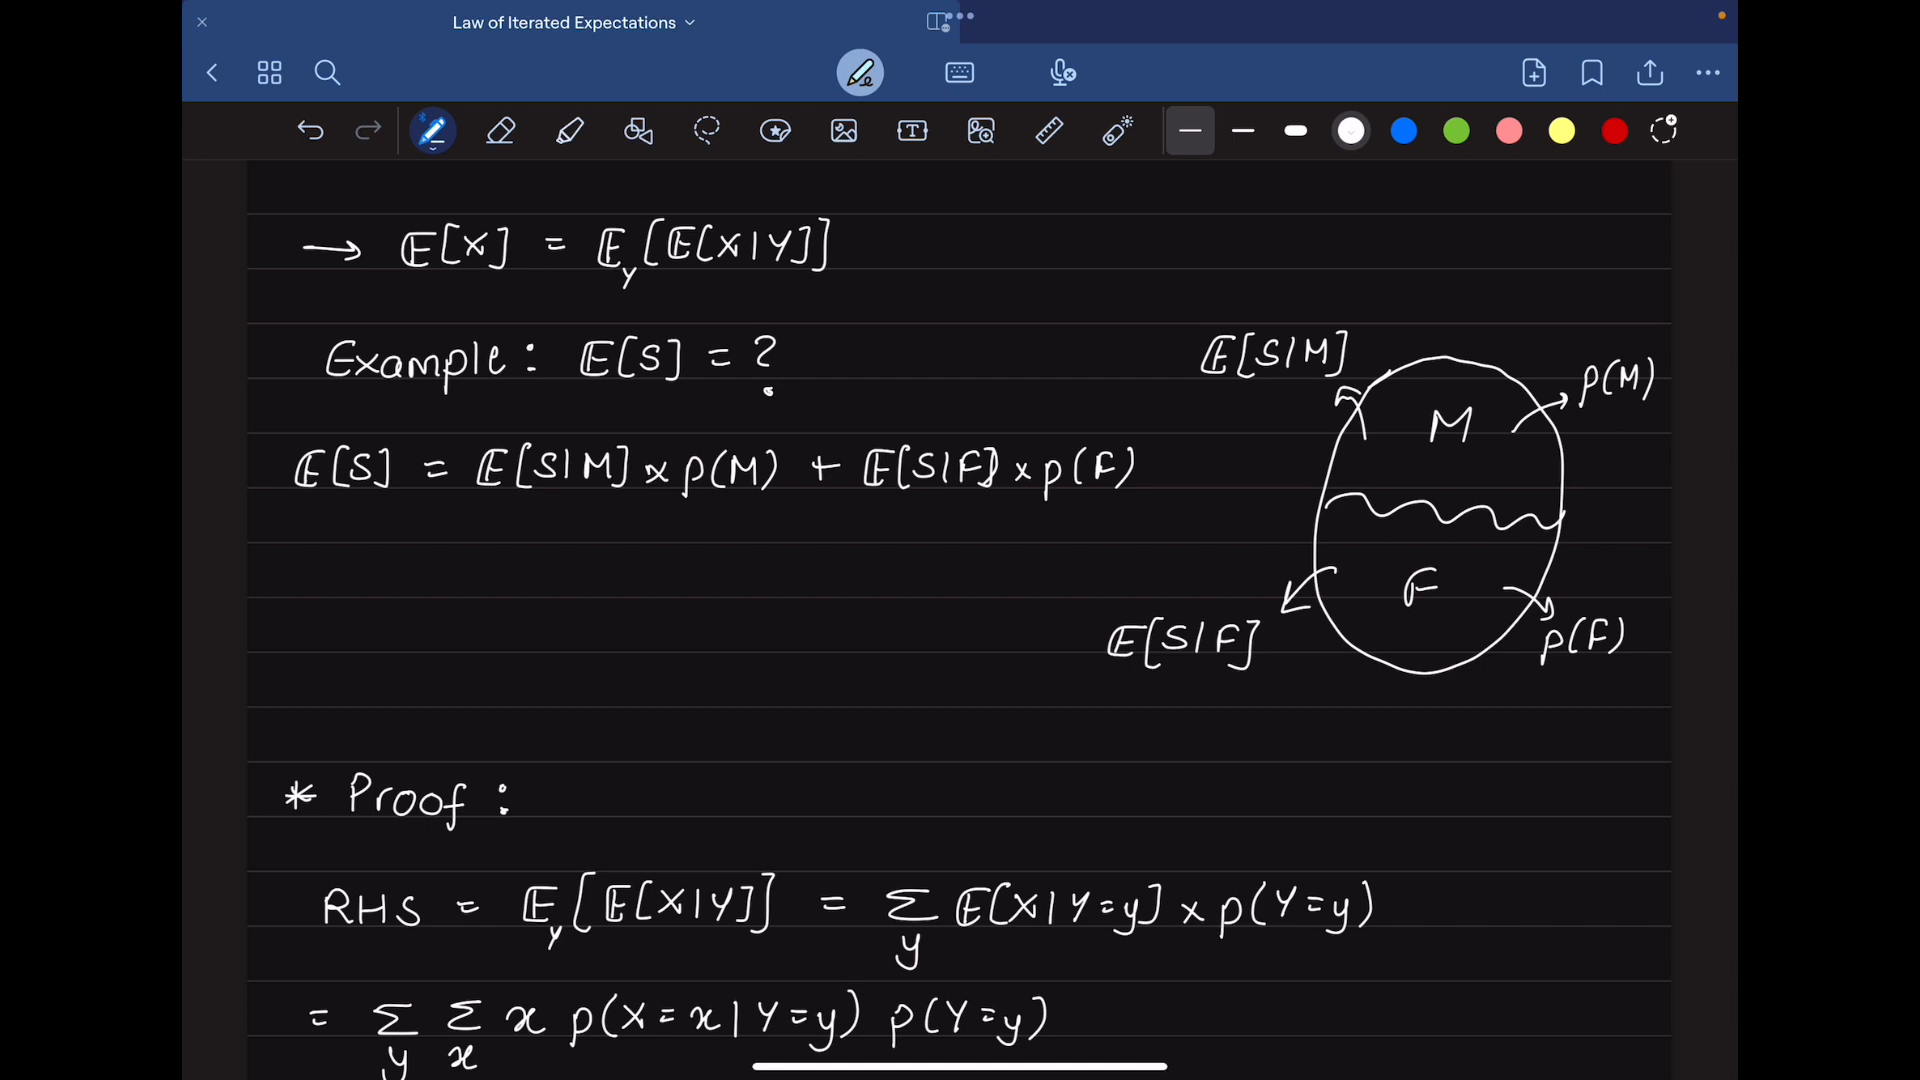 Law of Iterated Expectations
→ 𝔼[X] = 𝔼_Y[𝔼[X|Y]]
Example: 𝔼[S] = ?
𝔼[S] = 𝔼[S|M] × p(M) + 𝔼[S|F] × p(F)
𝔼[S|M]
p(M)
M
F
𝔼[S|F]
p(F)
* Proof :
RHS = 𝔼_Y[𝔼[X|Y]] = Σ_y 𝔼[X|Y=y] × p(Y=y)
= Σ_y Σ_x x p(X=x|Y=y) p(Y=y)